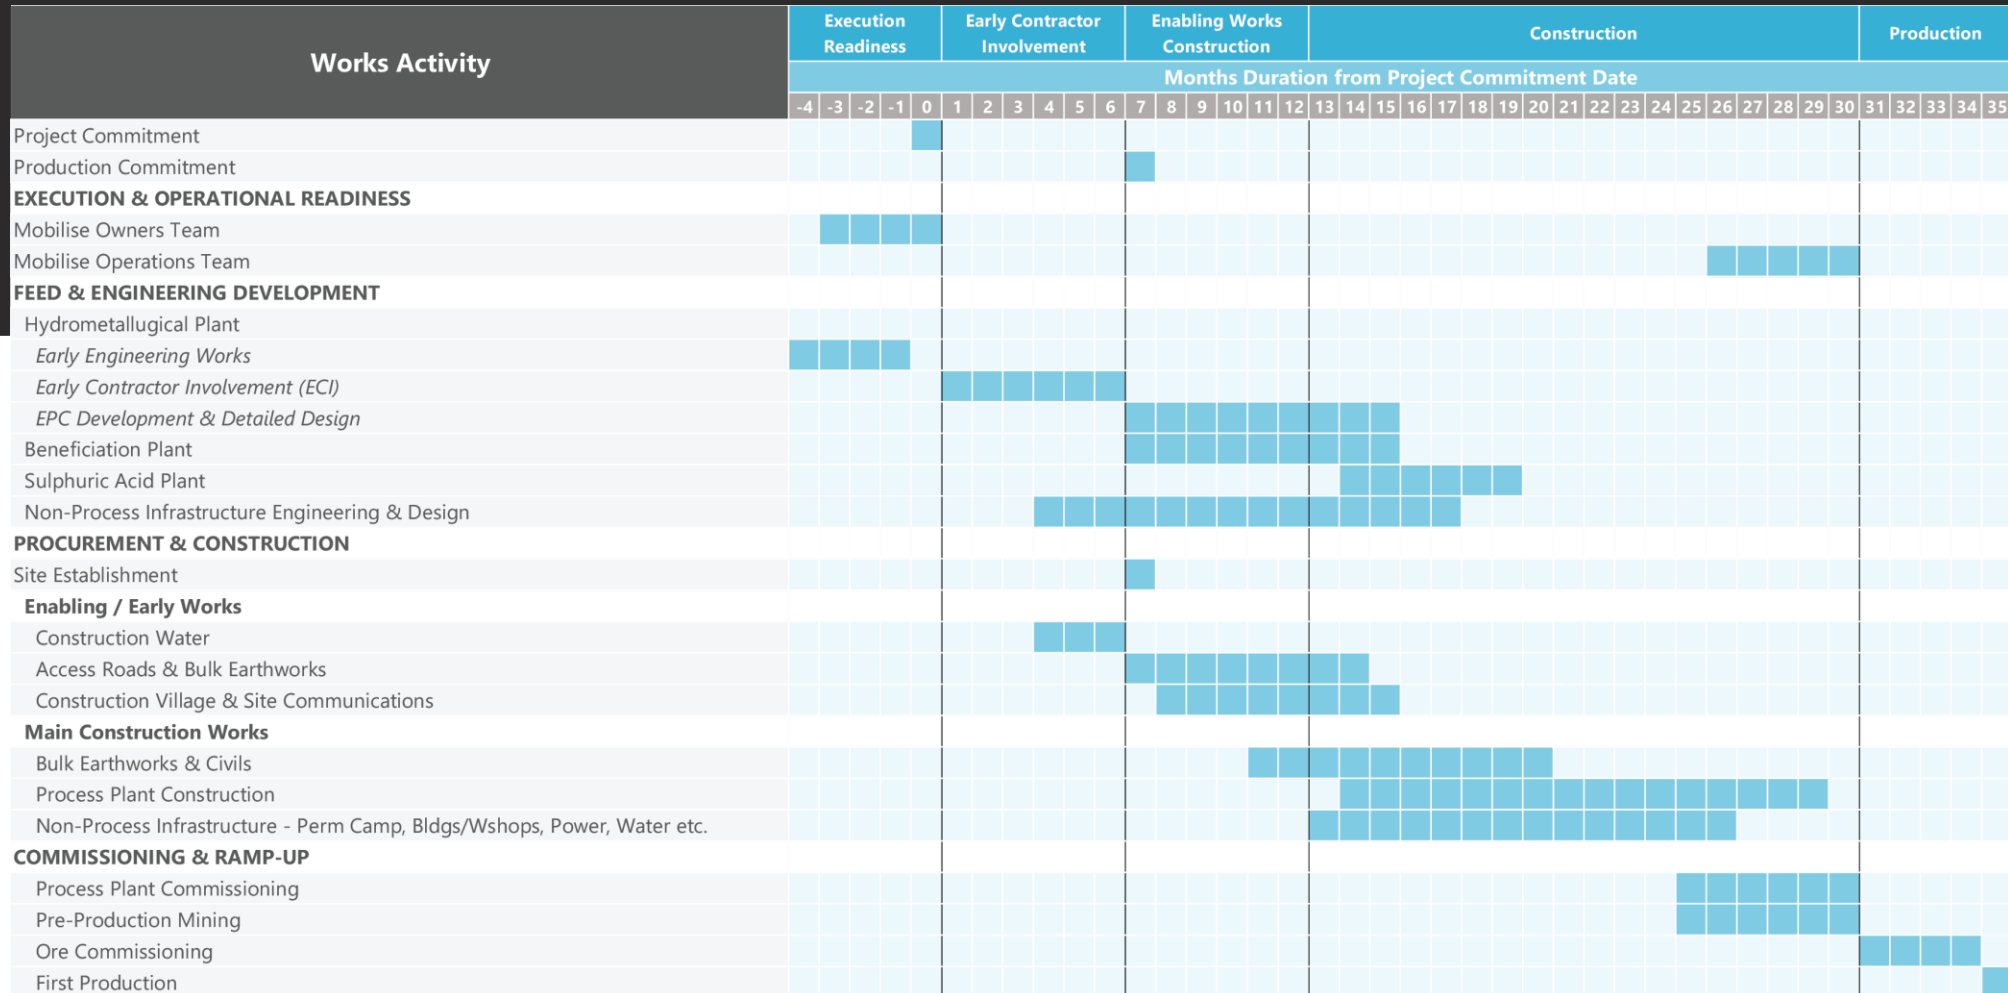 Works Activity
Execution
Readiness
Early Contractor
Involvement
Enabling Works
Construction
Construction
Production
Months Duration from Project Commitment Date
-4 -3 -2 -1 0 1 2 3 4 5 6 7 8 9 10 11 12 13 14 15 16 17 18 19 20 21 22 23 24 25 26 27 28 29 30 31 32 33 34 35
Project Commitment
Production Commitment
EXECUTION & OPERATIONAL READINESS
Mobilise Owners Team
Mobilise Operations Team
FEED & ENGINEERING DEVELOPMENT
Hydrometallugical Plant
Early Engineering Works
Early Contractor Involvement (ECI)
EPC Development & Detailed Design
Beneficiation Plant
Sulphuric Acid Plant
Non-Process Infrastructure Engineering & Design
PROCUREMENT & CONSTRUCTION
Site Establishment
Enabling / Early Works
Construction Water
Access Roads & Bulk Earthworks
Construction Village & Site Communications
Main Construction Works
Bulk Earthworks & Civils
Process Plant Construction
Non-Process Infrastructure - Perm Camp, Bldgs/Wshops, Power, Water etc.
COMMISSIONING & RAMP-UP
Process Plant Commissioning
Pre-Production Mining
Ore Commissioning
First Production